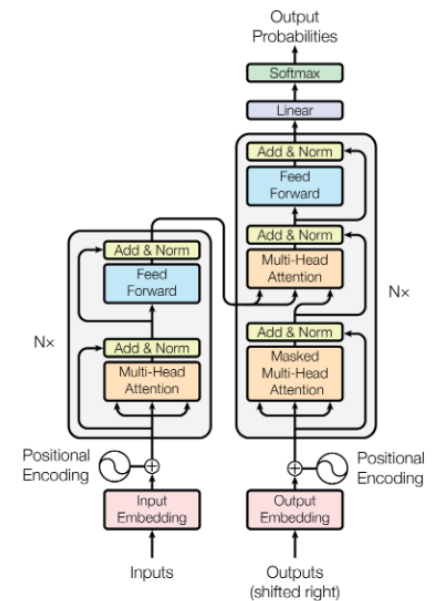 Output
Probabilities
Softmax
Linear
Add & Norm
Feed
Forward
Add & Norm
Multi-Head
Attention
N×
Add & Norm
Masked
Multi-Head
Attention
Add & Norm
Feed
Forward
N×
Add & Norm
Multi-Head
Attention
Positional
Encoding
Positional
Encoding
Input
Embedding
Output
Embedding
Inputs
Outputs
(shifted right)